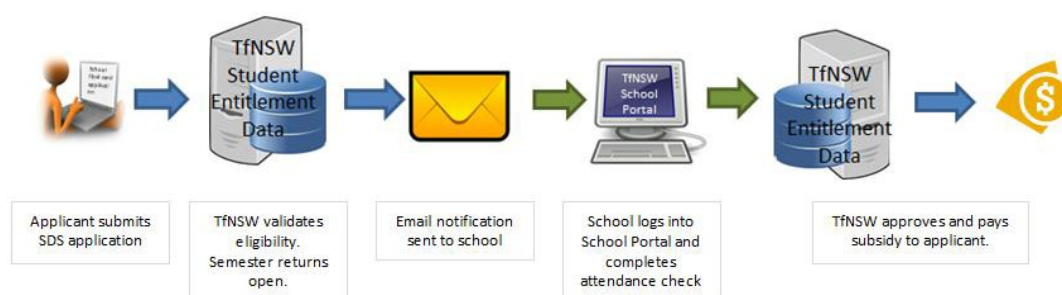 TfNSW
Student
Entitlement
Data
TfNSW
School
Portal
TfNSW
Student
Entitlement
Data
$
Applicant submits
SDS application
TfNSW validates
eligibility.
Semester returns
open.
Email notification
sent to school
School logs into
School Portal and
completes
attendance check
TfNSW approves and pays
subsidy to applicant.